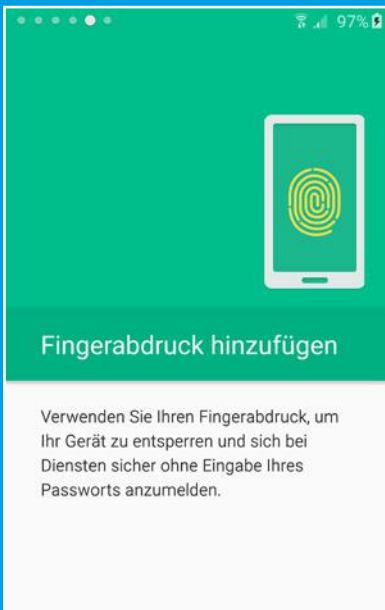 97%
Fingerabdruck hinzufügen
Verwenden Sie Ihren Fingerabdruck, um
Ihr Gerät zu entsperren und sich bei
Diensten sicher ohne Eingabe Ihres
Passworts anzumelden.